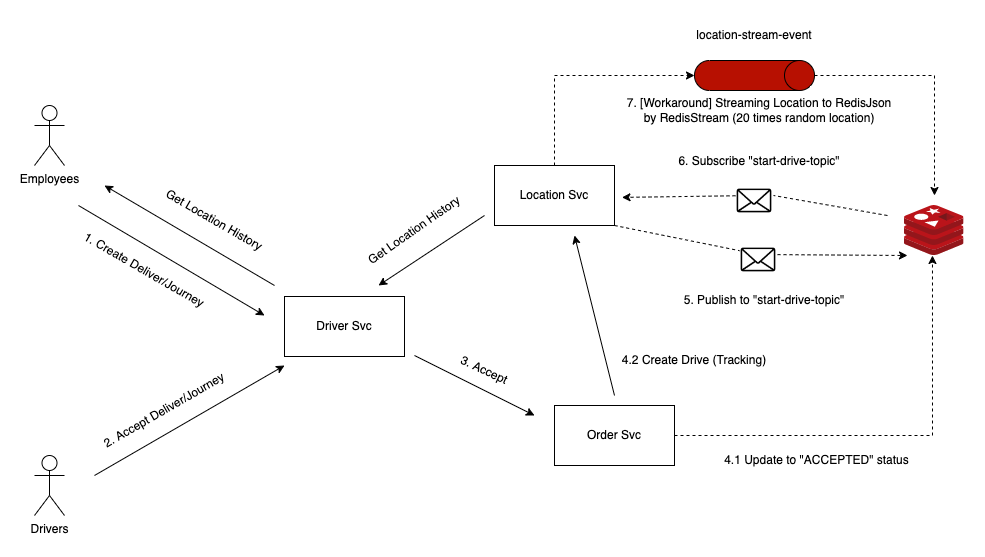 location-stream-event
7. [Workaround] Streaming Location to RedisJson
by RedisStream (20 times random location)
6. Subscribe "start-drive-topic"
Employees
Location Svc
Get Location History
Get Location History
1. Create Deliver/Journey
5. Publish to "start-drive-topic"
Driver Svc
4.2 Create Drive (Tracking)
3. Accept
2. Accept Deliver/Journey
Order Svc
4.1 Update to "ACCEPTED" status
Drivers